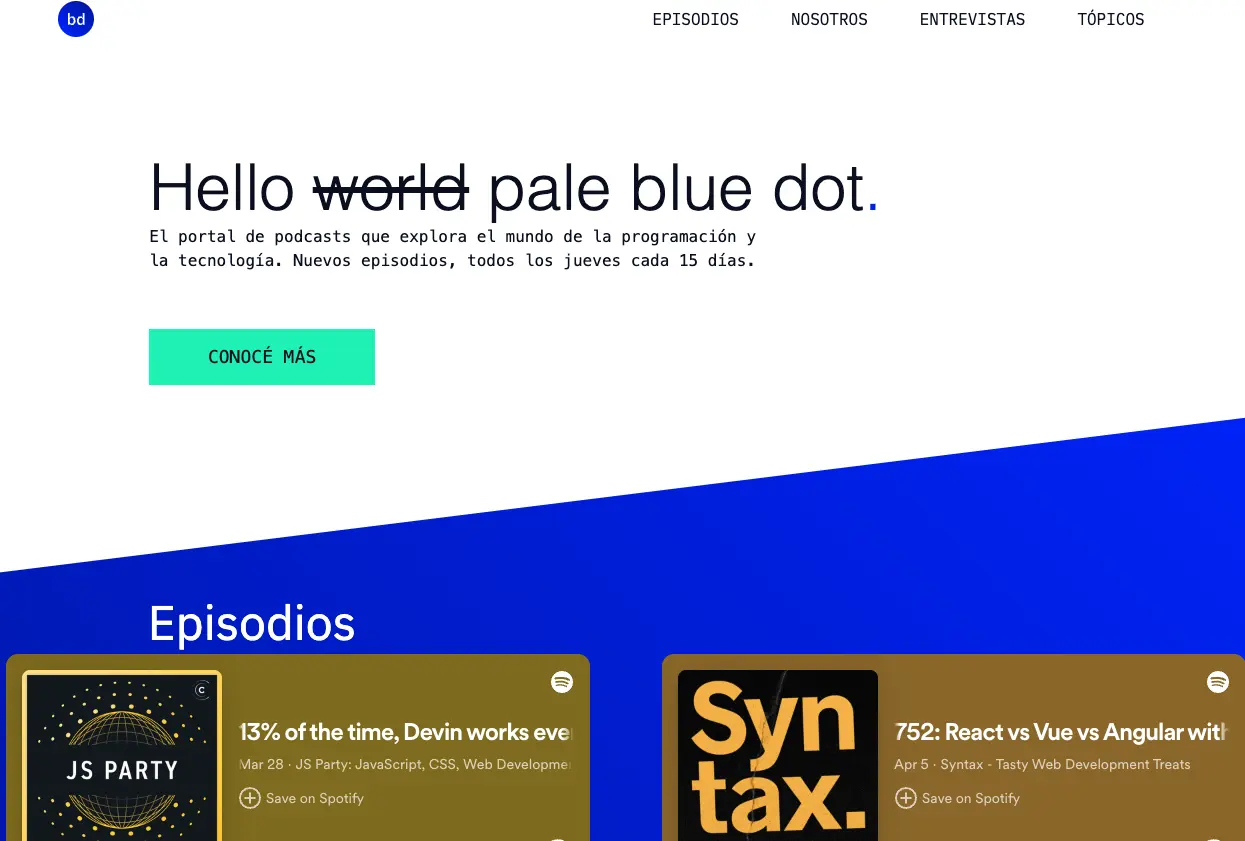 bd
EPISODIOS NOSOTROS ENTREVISTAS TÓPICOS
Hello world pale blue dot.
El portal de podcasts que explora el mundo de la programación y
la tecnología. Nuevos episodios, todos los jueves cada 15 días.
CONOCÉ MÁS
Episodios
C
JS PARTY
13% of the time, Devin works eve
Mar 28 · JS Party: JavaScript, CSS, Web Developme
Save on Spotify
Syn
tax.
752: React vs Vue vs Angular with
Apr 5 · Syntax - Tasty Web Development Treats
Save on Spotify